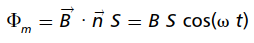 Φₘ = B⃗ · n⃗ S = B S cos(ω t)